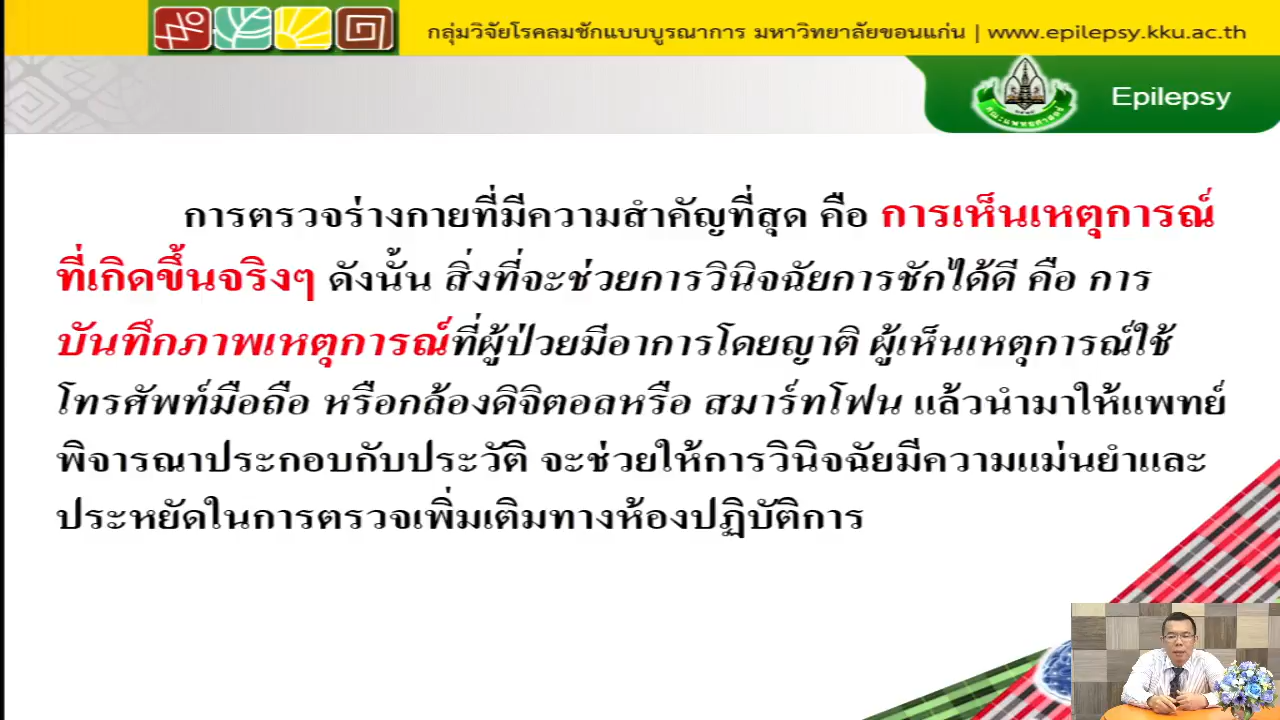 กลุ่มวิจัยโรคลมชักแบบบูรณาการ มหาวิทยาลัยขอนแก่น | www.epilepsy.kku.ac.th
Epilepsy
คณะแพทยศาสตร์
การตรวจร่างกายที่มีความสำคัญที่สุด คือ การเห็นเหตุการณ์
ที่เกิดขึ้นจริงๆ ดังนั้น สิ่งที่จะช่วยการวินิจฉัยการชักได้ดี คือ การ
บันทึกภาพเหตุการณ์ที่ผู้ป่วยมีอาการโดยญาติ ผู้เห็นเหตุการณ์ใช้
โทรศัพท์มือถือ หรือกล้องดิจิตอลหรือ สมาร์ทโฟน แล้วนำมาให้แพทย์
พิจารณาประกอบกับประวัติ จะช่วยให้การวินิจฉัยมีความแม่นยำและ
ประหยัดในการตรวจเพิ่มเติมทางห้องปฏิบัติการ